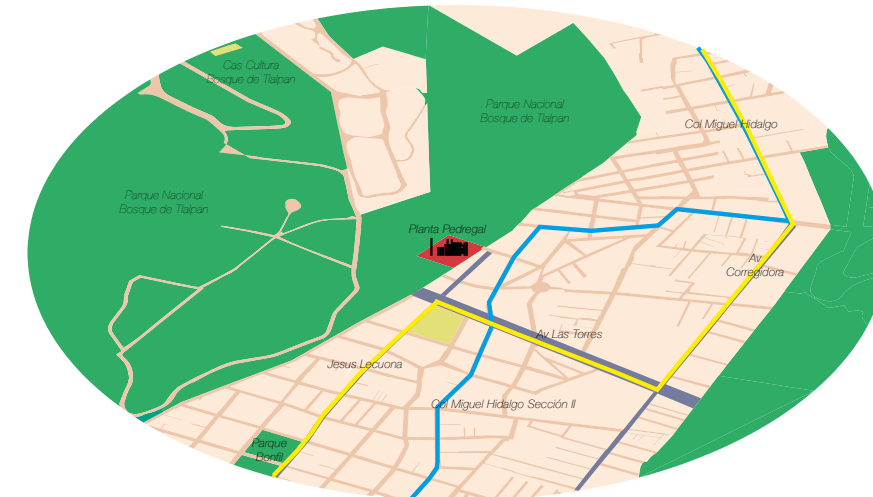 Cas Cultura
Bosque de Tlalpan
Parque Nacional
Bosque de Tlalpan
Col Miguel Hidalgo
Parque Nacional
Bosque de Tlalpan
Planta Pedregal
Av
Corregidora
Av Las Torres
Jesus Lecuona
Col Miguel Hidalgo Sección II
Parque
Bonfil